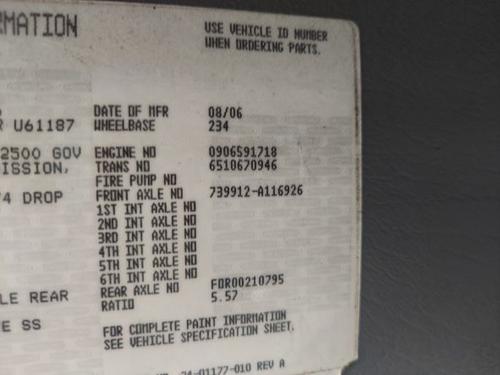 RMATION
USE VEHICLE ID NUMBER
WHEN ORDERING PARTS.
DATE OF MFR 08/06
R U61187 WHEELBASE 234
2500 GOV ENGINE NO 0906591718
MISSION, TRANS NO 6510670946
FIRE PUMP NO
/4 DROP FRONT AXLE NO 739912-A116926
1ST INT AXLE NO
2ND INT AXLE NO
3RD INT AXLE NO
4TH INT AXLE NO
5TH INT AXLE NO
6TH INT AXLE NO
LE REAR REAR AXLE NO FOR00210795
RATIO 5.57
E SS
FOR COMPLETE PAINT INFORMATION
SEE VEHICLE SPECIFICATION SHEET.
24-01177-010 REV A